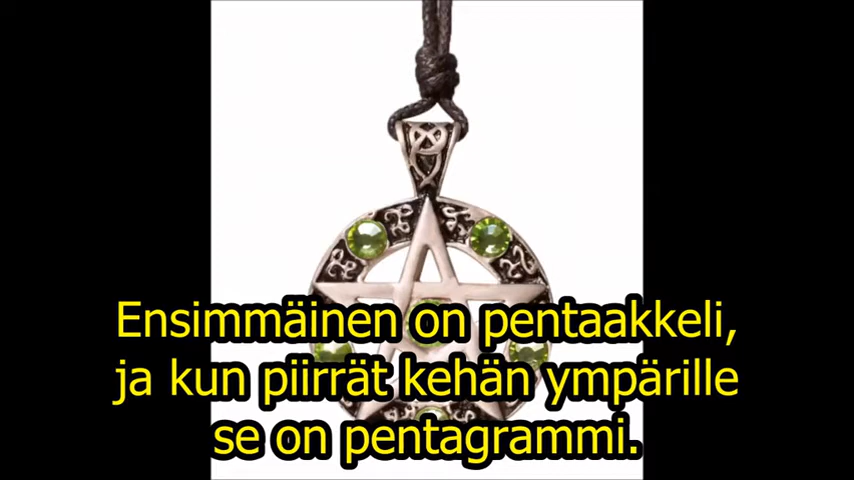 Ensimmäinen on pentaakkeli,
ja kun piirrät kehän ympärille
se on pentagrammi.